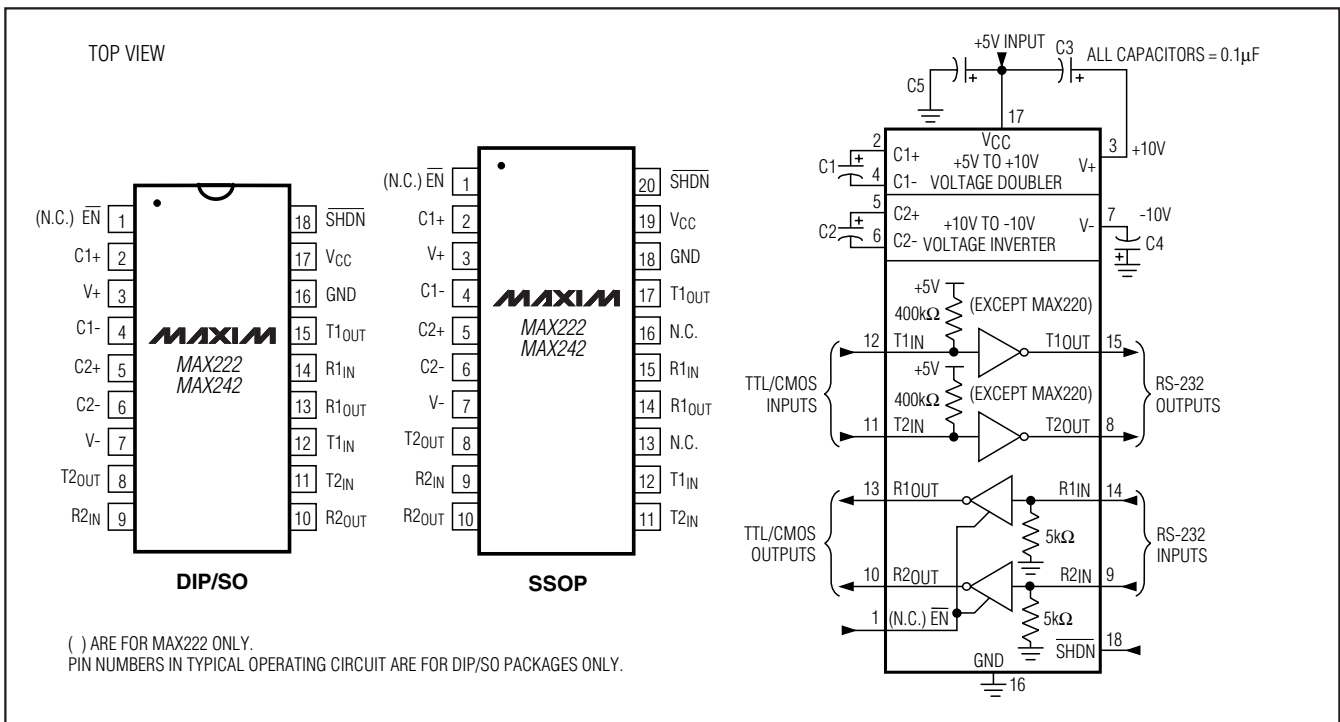 TOP VIEW
DIP/SO
(N.C.) EN 1
C1+ 2
V+ 3
C1- 4
C2+ 5
C2- 6
V- 7
T2OUT 8
R2IN 9
18 SHDN
17 VCC
16 GND
15 T1OUT
14 R1IN
13 R1OUT
12 T1IN
11 T2IN
10 R2OUT
MAXIM
MAX222
MAX242
SSOP
(N.C.) EN 1
C1+ 2
V+ 3
C1- 4
C2+ 5
C2- 6
V- 7
T2OUT 8
R2IN 9
R2OUT 10
20 SHDN
19 VCC
18 GND
17 T1OUT
16 N.C.
15 R1IN
14 R1OUT
13 N.C.
12 T1IN
11 T2IN
MAXIM
MAX222
MAX242
( ) ARE FOR MAX222 ONLY.
PIN NUMBERS IN TYPICAL OPERATING CIRCUIT ARE FOR DIP/SO PACKAGES ONLY.
+5V INPUT
C3
ALL CAPACITORS = 0.1µF
C5
+
+
17
VCC
2
C1+
C1
+
4
C1-
+5V TO +10V
VOLTAGE DOUBLER
V+
3
+10V
5
C2+
C2
+
6
C2-
+10V TO -10V
VOLTAGE INVERTER
V-
7
-10V
C4
+
+5V
400kΩ
(EXCEPT MAX220)
12
T1IN
T1OUT
15
+5V
400kΩ
(EXCEPT MAX220)
11
T2IN
T2OUT
8
TTL/CMOS
INPUTS
RS-232
OUTPUTS
13
R1OUT
R1IN
14
5kΩ
10
R2OUT
R2IN
9
5kΩ
TTL/CMOS
OUTPUTS
RS-232
INPUTS
1
(N.C.) EN
SHDN
18
GND
16